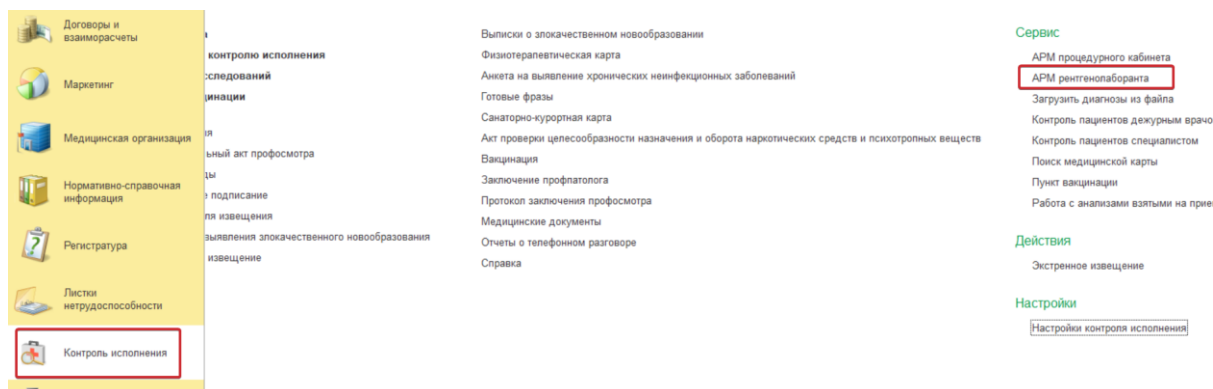 Договоры и
взаиморасчеты
Маркетинг
Медицинская организация
Нормативно-справочная
информация
Регистратура
Листки
нетрудоспособности
Контроль исполнения
контролю исполнения
ьный акт профосмотра
подписание
ля извещения
выявления злокачественного новообразования
извещение
Выписки о злокачественном новообразовании
Физиотерапевтическая карта
Анкета на выявление хронических неинфекционных заболеваний
Готовые фразы
Санаторно-курортная карта
Акт проверки целесообразности назначения и оборота наркотических средств и психотропных веществ
Вакцинация
Заключение профпатолога
Протокол заключения профосмотра
Медицинские документы
Отчеты о телефонном разговоре
Справка
Сервис
АРМ процедурного кабинета
АРМ рентгенолаборанта
Загрузить диагнозы из файла
Контроль пациентов дежурным врачо
Контроль пациентов специалистом
Поиск медицинской карты
Пункт вакцинации
Работа с анализами взятыми на прие
Действия
Экстренное извещение
Настройки
Настройки контроля исполнения